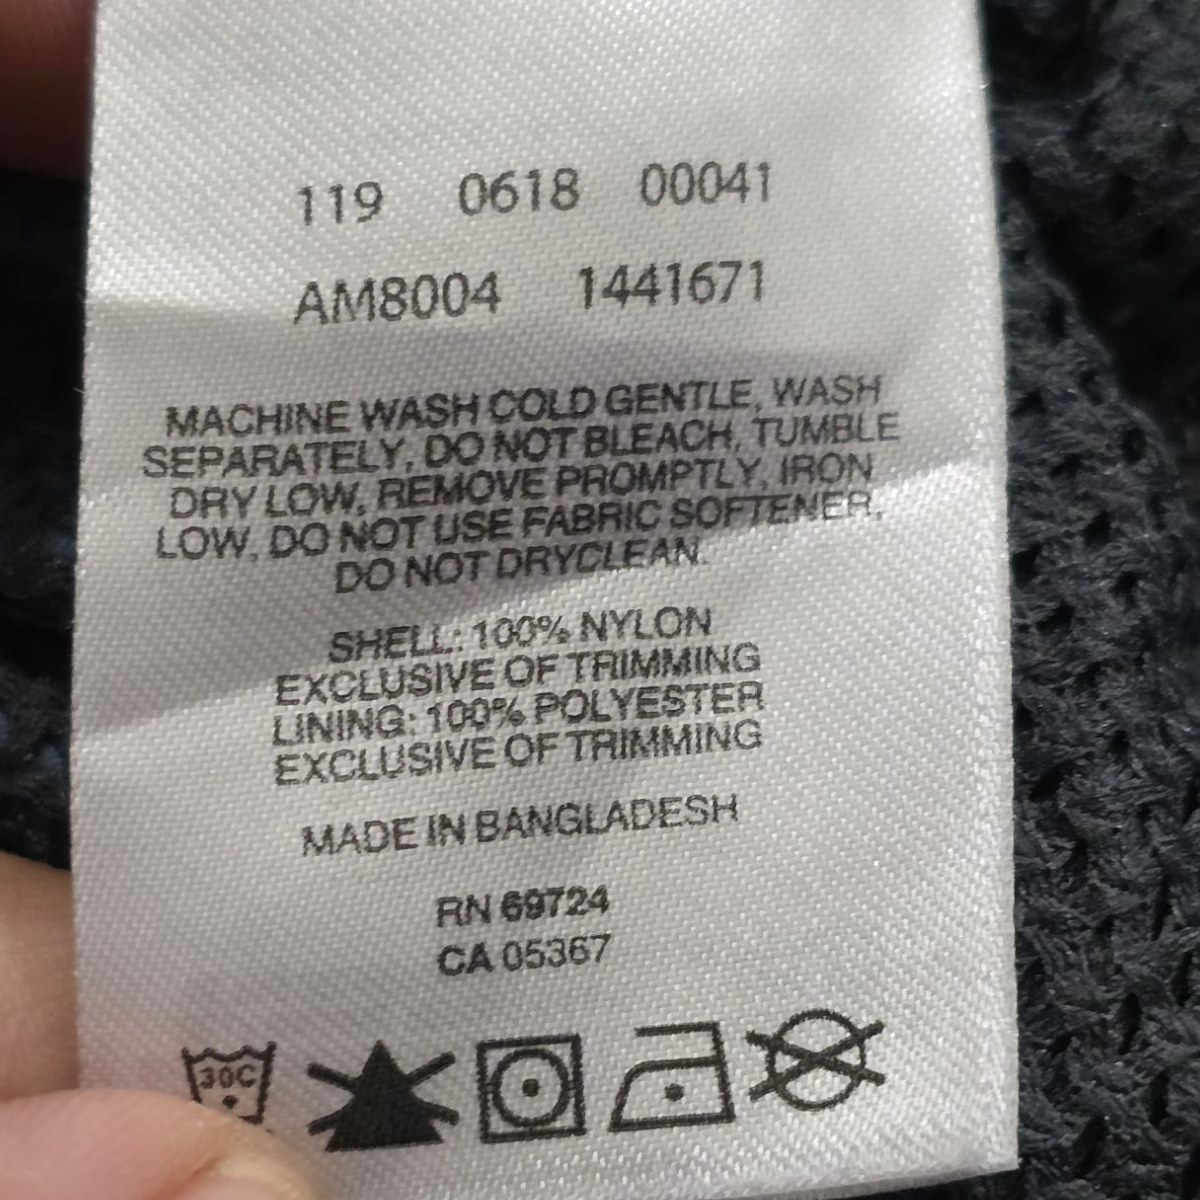 119 0618 00041
AM8004 1441671
MACHINE WASH COLD GENTLE, WASH
SEPARATELY, DO NOT BLEACH, TUMBLE
DRY LOW, REMOVE PROMPTLY, IRON
LOW, DO NOT USE FABRIC SOFTENER,
DO NOT DRYCLEAN.
SHELL: 100% NYLON
EXCLUSIVE OF TRIMMING
LINING: 100% POLYESTER
EXCLUSIVE OF TRIMMING
MADE IN BANGLADESH
RN 69724
CA 05367
30C